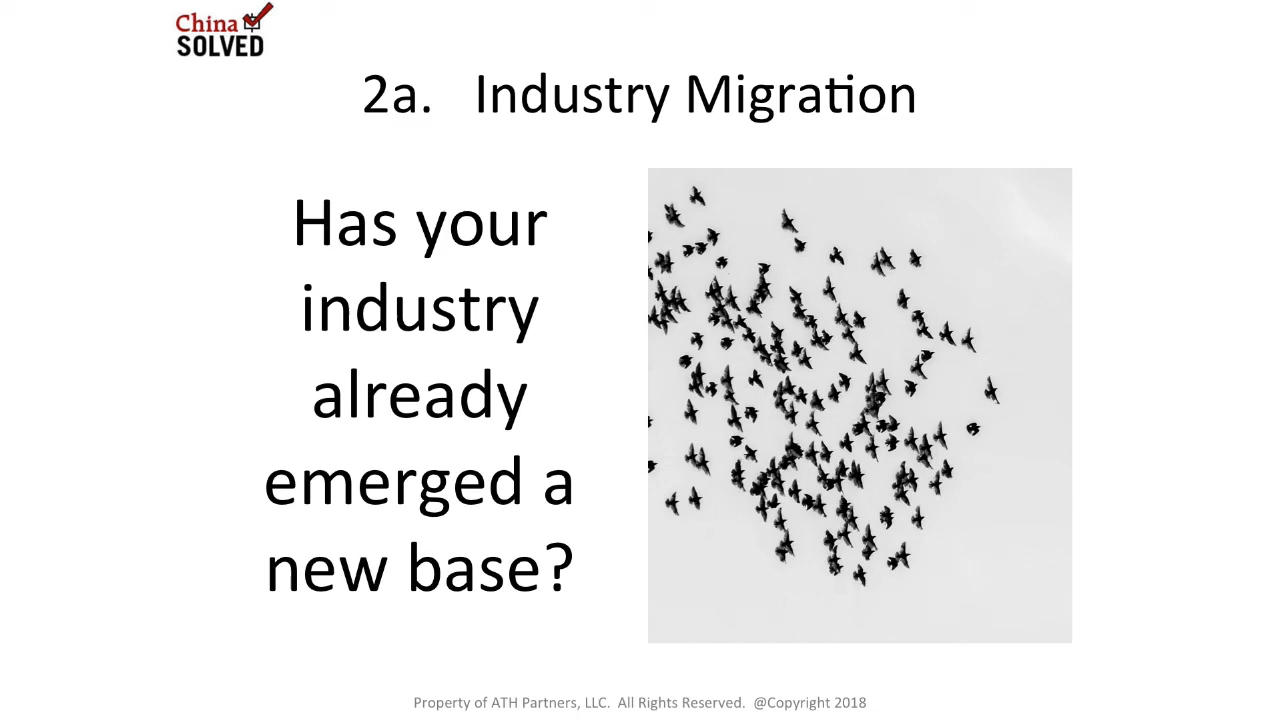 China
SOLVED
2a. Industry Migration
Has your
industry
already
emerged a
new base?
Property of ATH Partners, LLC. All Rights Reserved. @Copyright 2018